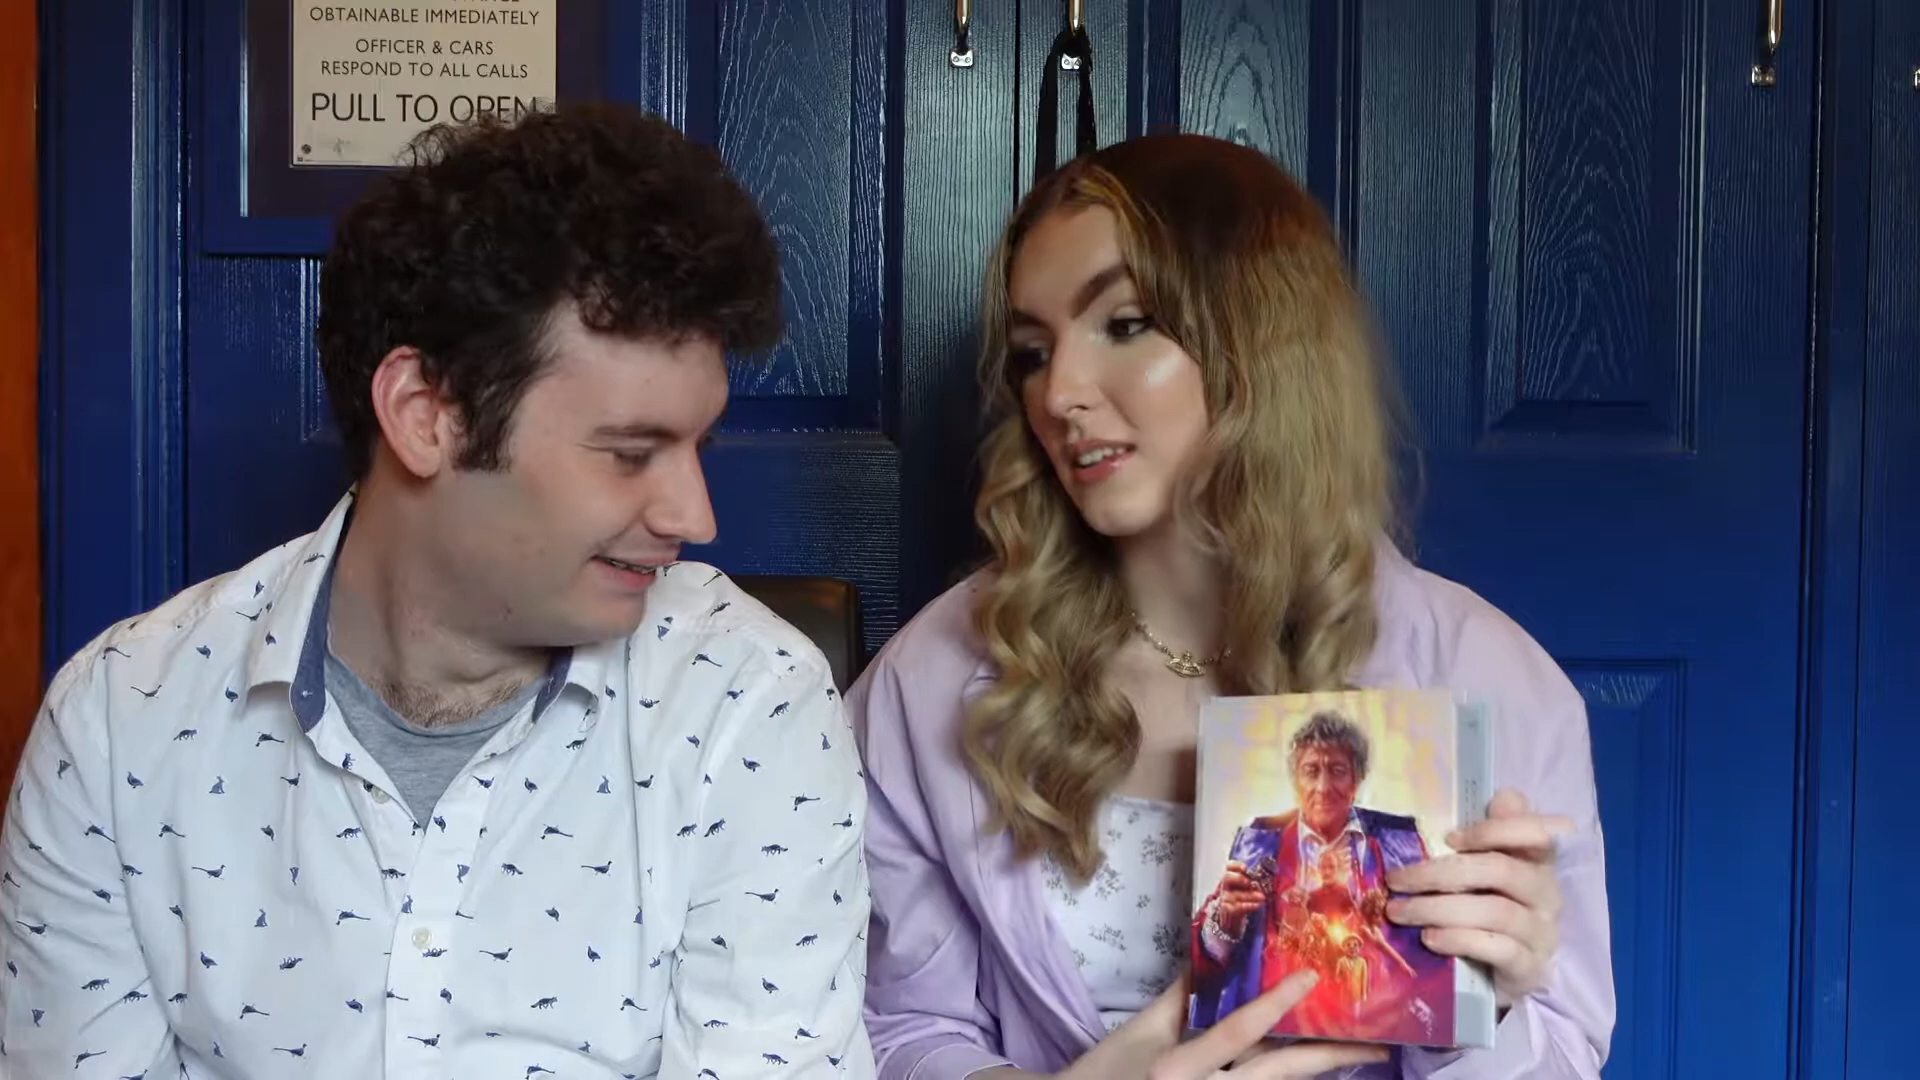 OBTAINABLE IMMEDIATELY
OFFICER & CARS
RESPOND TO ALL CALLS
PULL TO OPEN